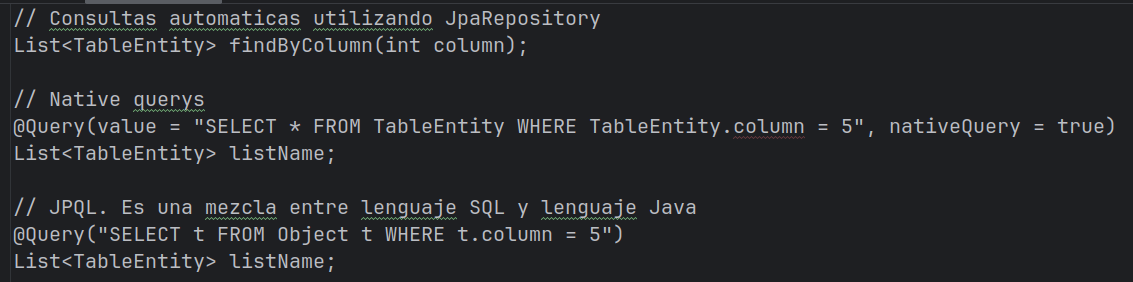 // Consultas automaticas utilizando JpaRepository
List<TableEntity> findByColumn(int column);
// Native querys
@Query(value = "SELECT * FROM TableEntity WHERE TableEntity.column = 5", nativeQuery = true)
List<TableEntity> listName;
// JPQL. Es una mezcla entre lenguaje SQL y lenguaje Java
@Query("SELECT t FROM Object t WHERE t.column = 5")
List<TableEntity> listName;